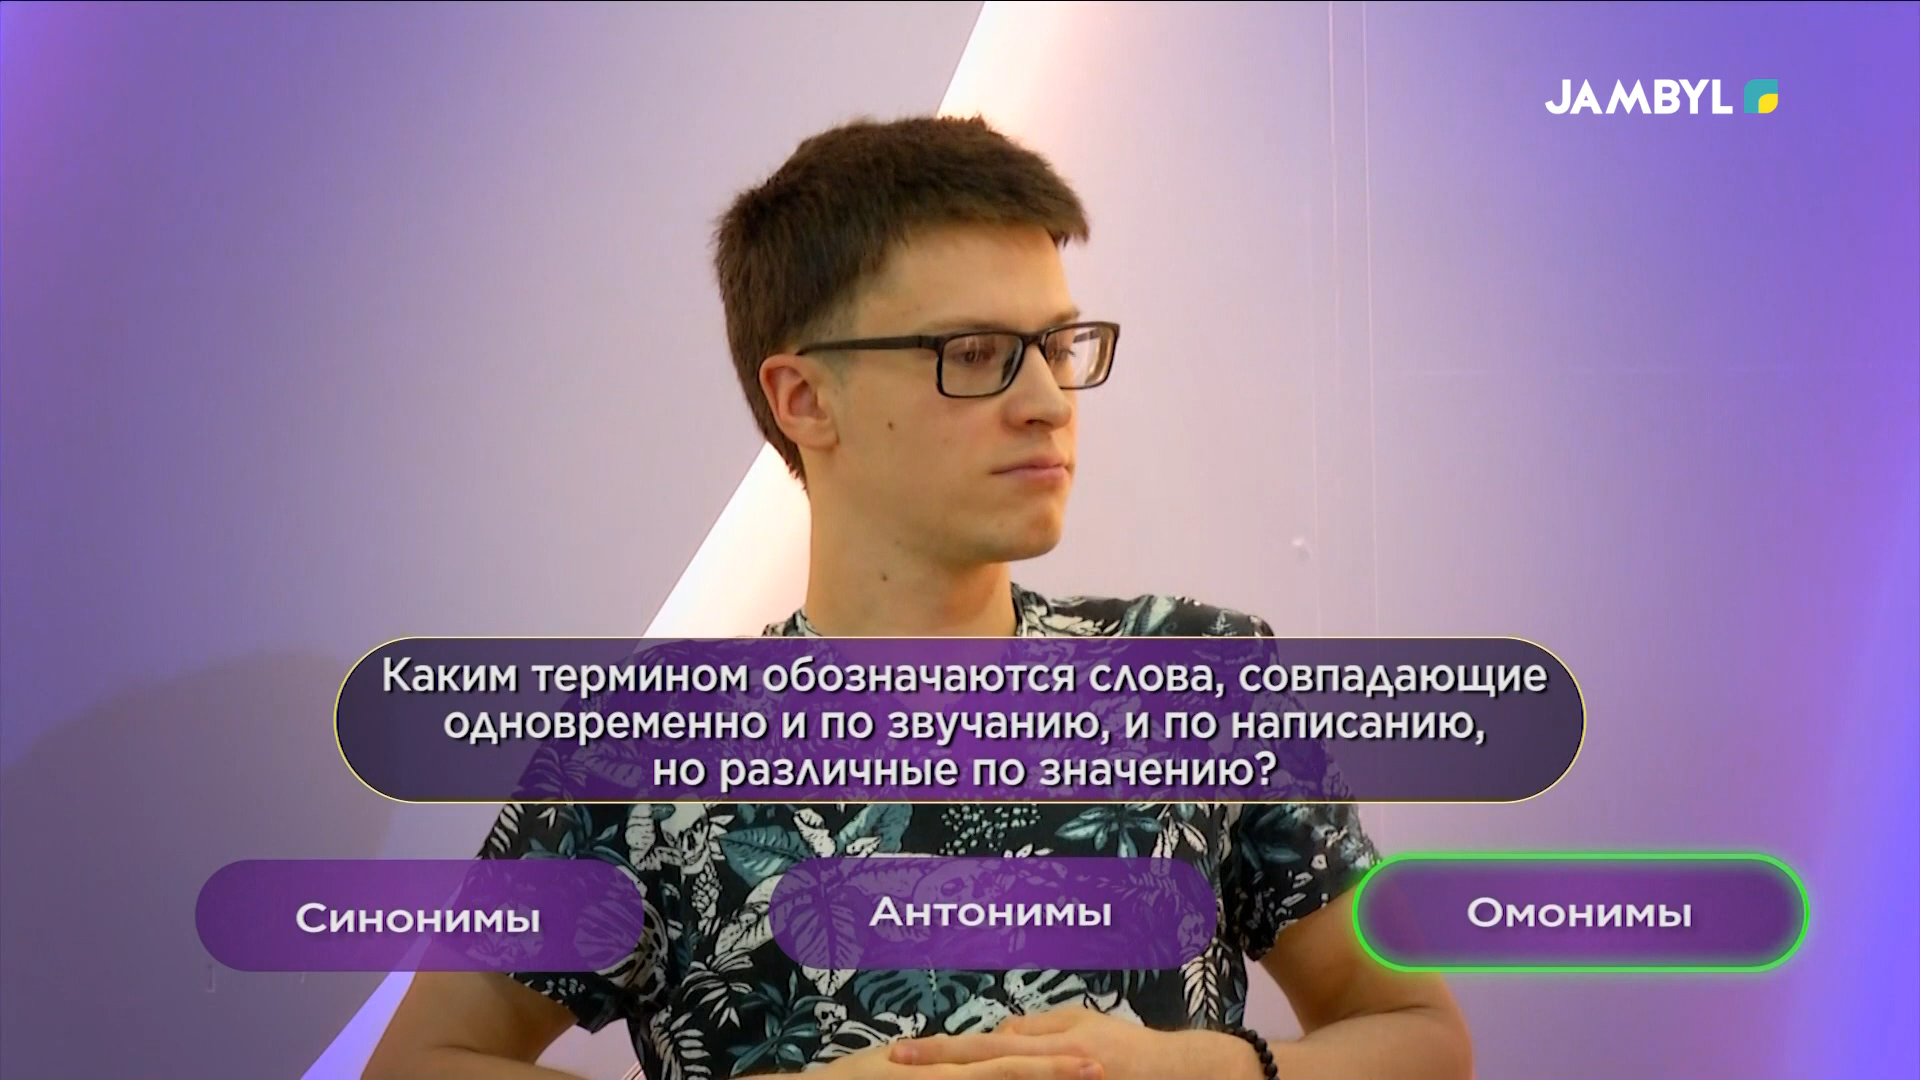 JAMBYL
Каким термином обозначаются слова, совпадающие
одновременно и по звучанию, и по написанию,
но различные по значению?
Синонимы
Антонимы
Омонимы